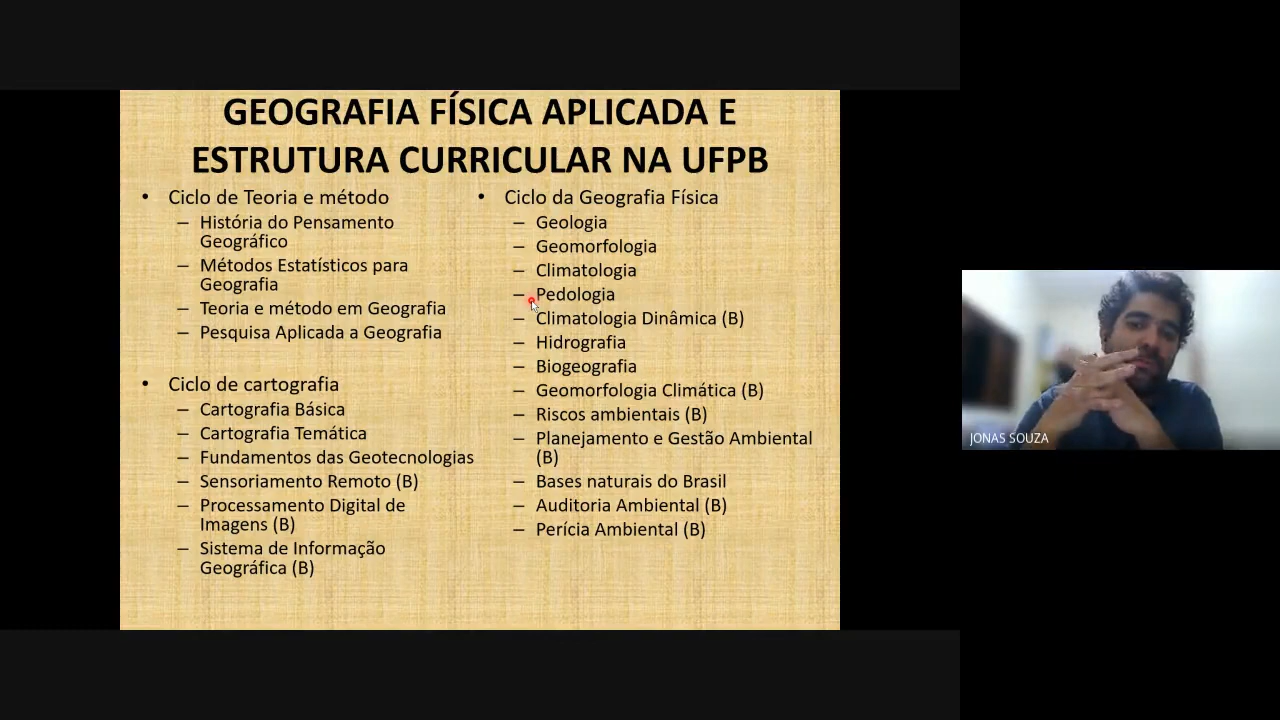 GEOGRAFIA FÍSICA APLICADA E
ESTRUTURA CURRICULAR NA UFPB
• Ciclo de Teoria e método
– História do Pensamento
Geográfico
– Métodos Estatísticos para
Geografia
– Teoria e método em Geografia
– Pesquisa Aplicada a Geografia
• Ciclo de cartografia
– Cartografia Básica
– Cartografia Temática
– Fundamentos das Geotecnologias
– Sensoriamento Remoto (B)
– Processamento Digital de
Imagens (B)
– Sistema de Informação
Geográfica (B)
• Ciclo da Geografia Física
– Geologia
– Geomorfologia
– Climatologia
– Pedologia
– Climatologia Dinâmica (B)
– Hidrografia
– Biogeografia
– Geomorfologia Climática (B)
– Riscos ambientais (B)
– Planejamento e Gestão Ambiental
(B)
– Bases naturais do Brasil
– Auditoria Ambiental (B)
– Perícia Ambiental (B)
JONAS SOUZA